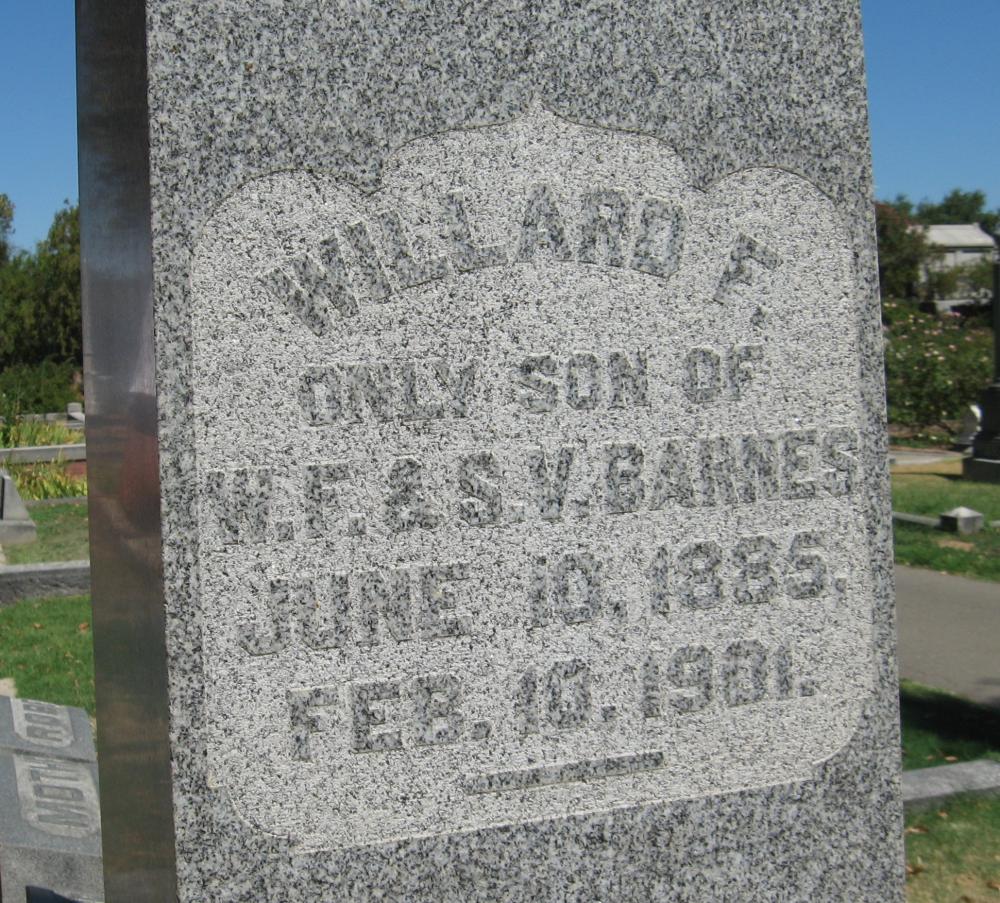 WILLARD F.
ONLY SON OF
W.F. & S.V. BARNES
JUNE 10, 1885.
FEB. 10. 1901.